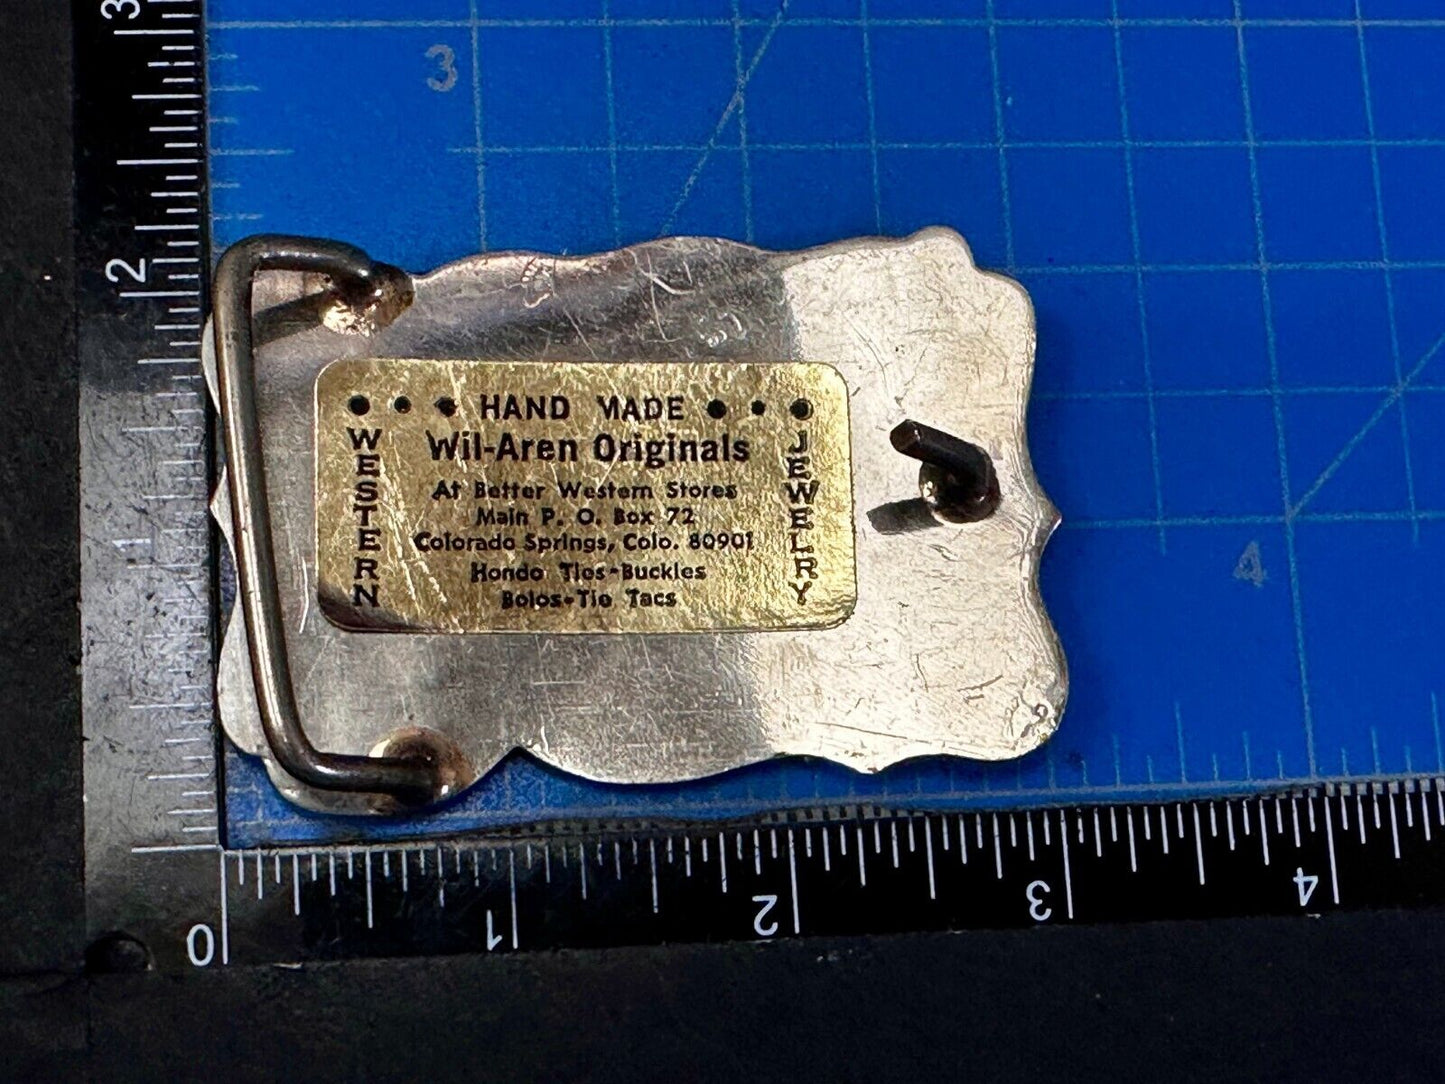 3
3
2
1
4
HAND MADE
WESTERN
JEWELRY
Wil-Aren Originals
At Better Western Stores
Main P. O. Box 72
Colorado Springs, Colo. 80901
Hondo Ties-Buckles
Bolos-Tie Tacs
0 1 2 3 4